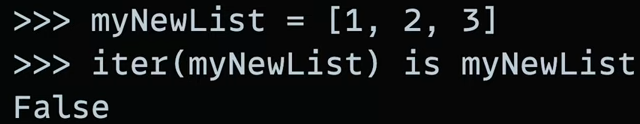 >>> myNewList = [1, 2, 3]
>>> iter(myNewList) is myNewList
False